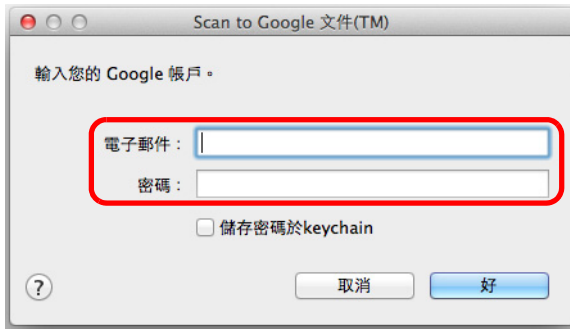 Scan to Google 文件(TM)
輸入您的 Google 帳戶。
電子郵件：
密碼：
儲存密碼於keychain
?
取消
好